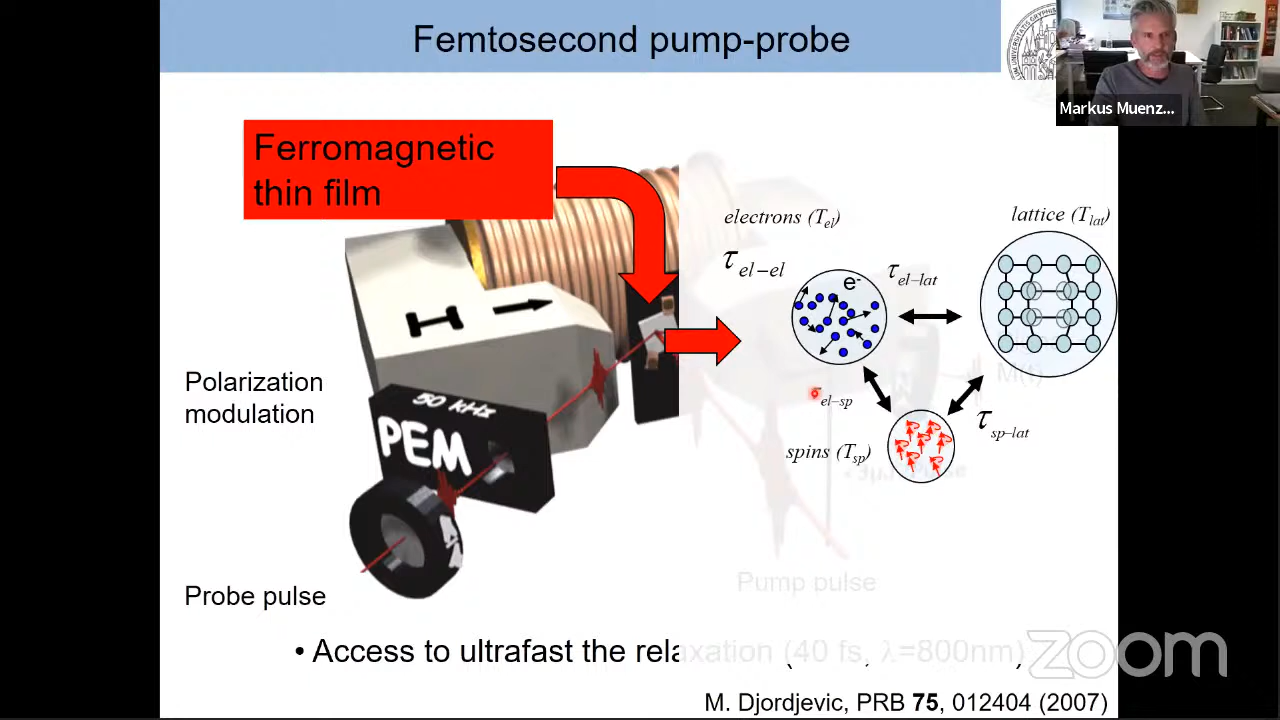 Femtosecond pump-probe
Markus Muenz...
Ferromagnetic
thin film
electrons (Tel)
lattice (Tlat)
τel–el
e-
τel–lat
H
M(t)
Polarization
modulation
τel–sp
τsp–lat
50 kHz
PEM
spins (Tsp)
Pump pulse
Probe pulse
• Access to ultrafast the relaxation (40 fs, λ=800nm)
zoom
M. Djordjevic, PRB 75, 012404 (2007)